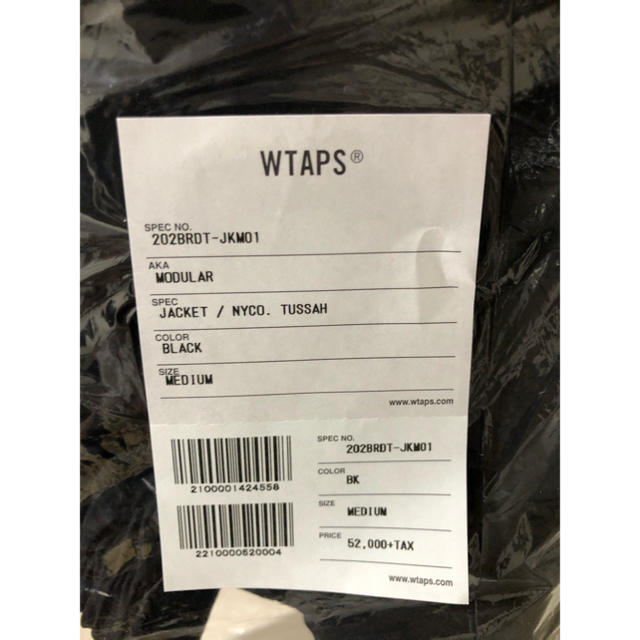 WTAPS®
SPEC NO.
202BRDT-JKM01
AKA
MODULAR
SPEC
JACKET / NYCO. TUSSAH
COLOR
BLACK
SIZE
MEDIUM
www.wtaps.com
2100001424558
2210000520004
SPEC NO.
202BRDT-JKM01
COLOR
BK
SIZE
MEDIUM
PRICE
52,000+TAX
www.wtaps.com